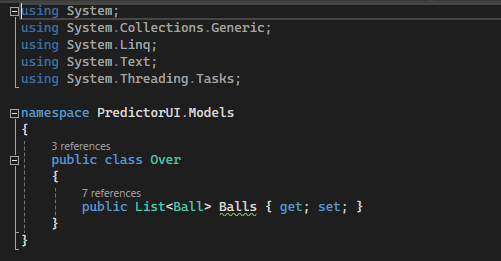 using System;
using System.Collections.Generic;
using System.Linq;
using System.Text;
using System.Threading.Tasks;
namespace PredictorUI.Models
{
3 references
public class Over
{
7 references
public List<Ball> Balls { get; set; }
}
}